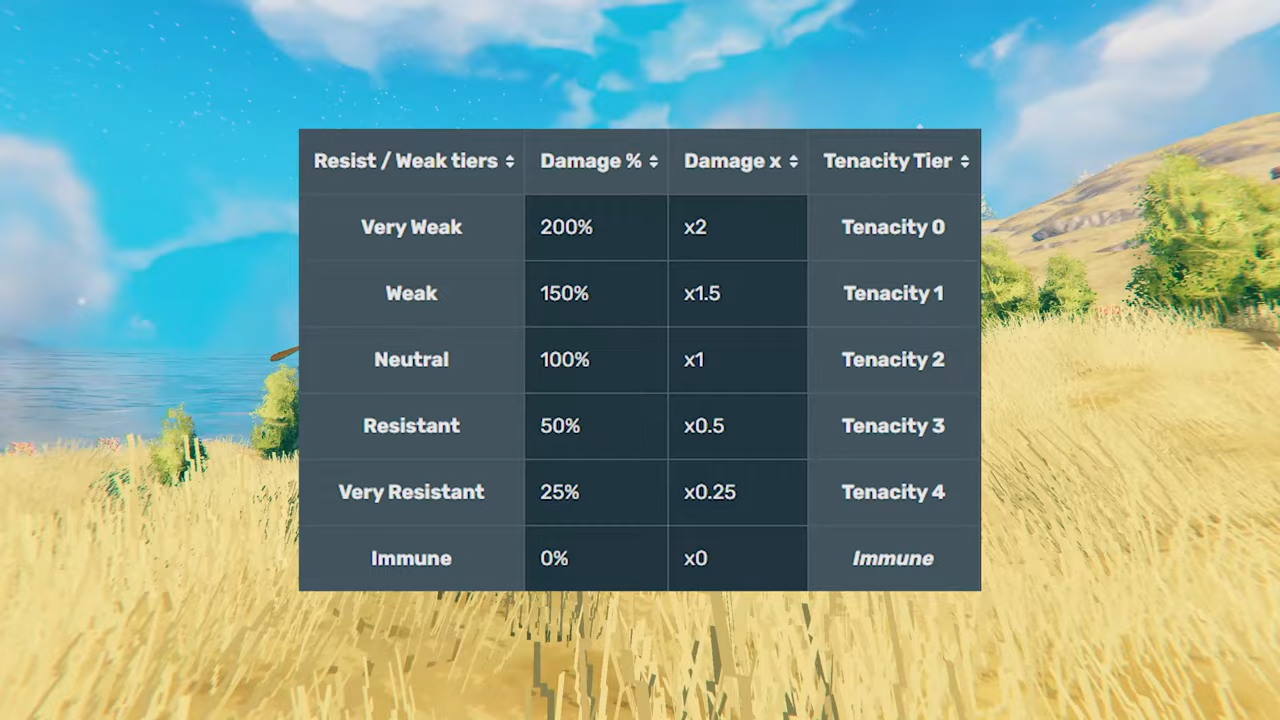 Resist / Weak tiers Damage % Damage x Tenacity Tier
Very Weak 200% x2 Tenacity 0
Weak 150% x1.5 Tenacity 1
Neutral 100% x1 Tenacity 2
Resistant 50% x0.5 Tenacity 3
Very Resistant 25% x0.25 Tenacity 4
Immune 0% x0 Immune